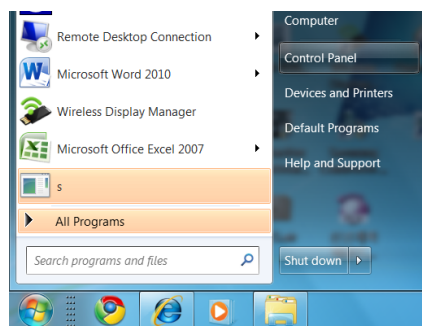 Remote Desktop Connection
Microsoft Word 2010
Wireless Display Manager
Microsoft Office Excel 2007
s
All Programs
Search programs and files
Computer
Control Panel
Devices and Printers
Default Programs
Help and Support
Shut down